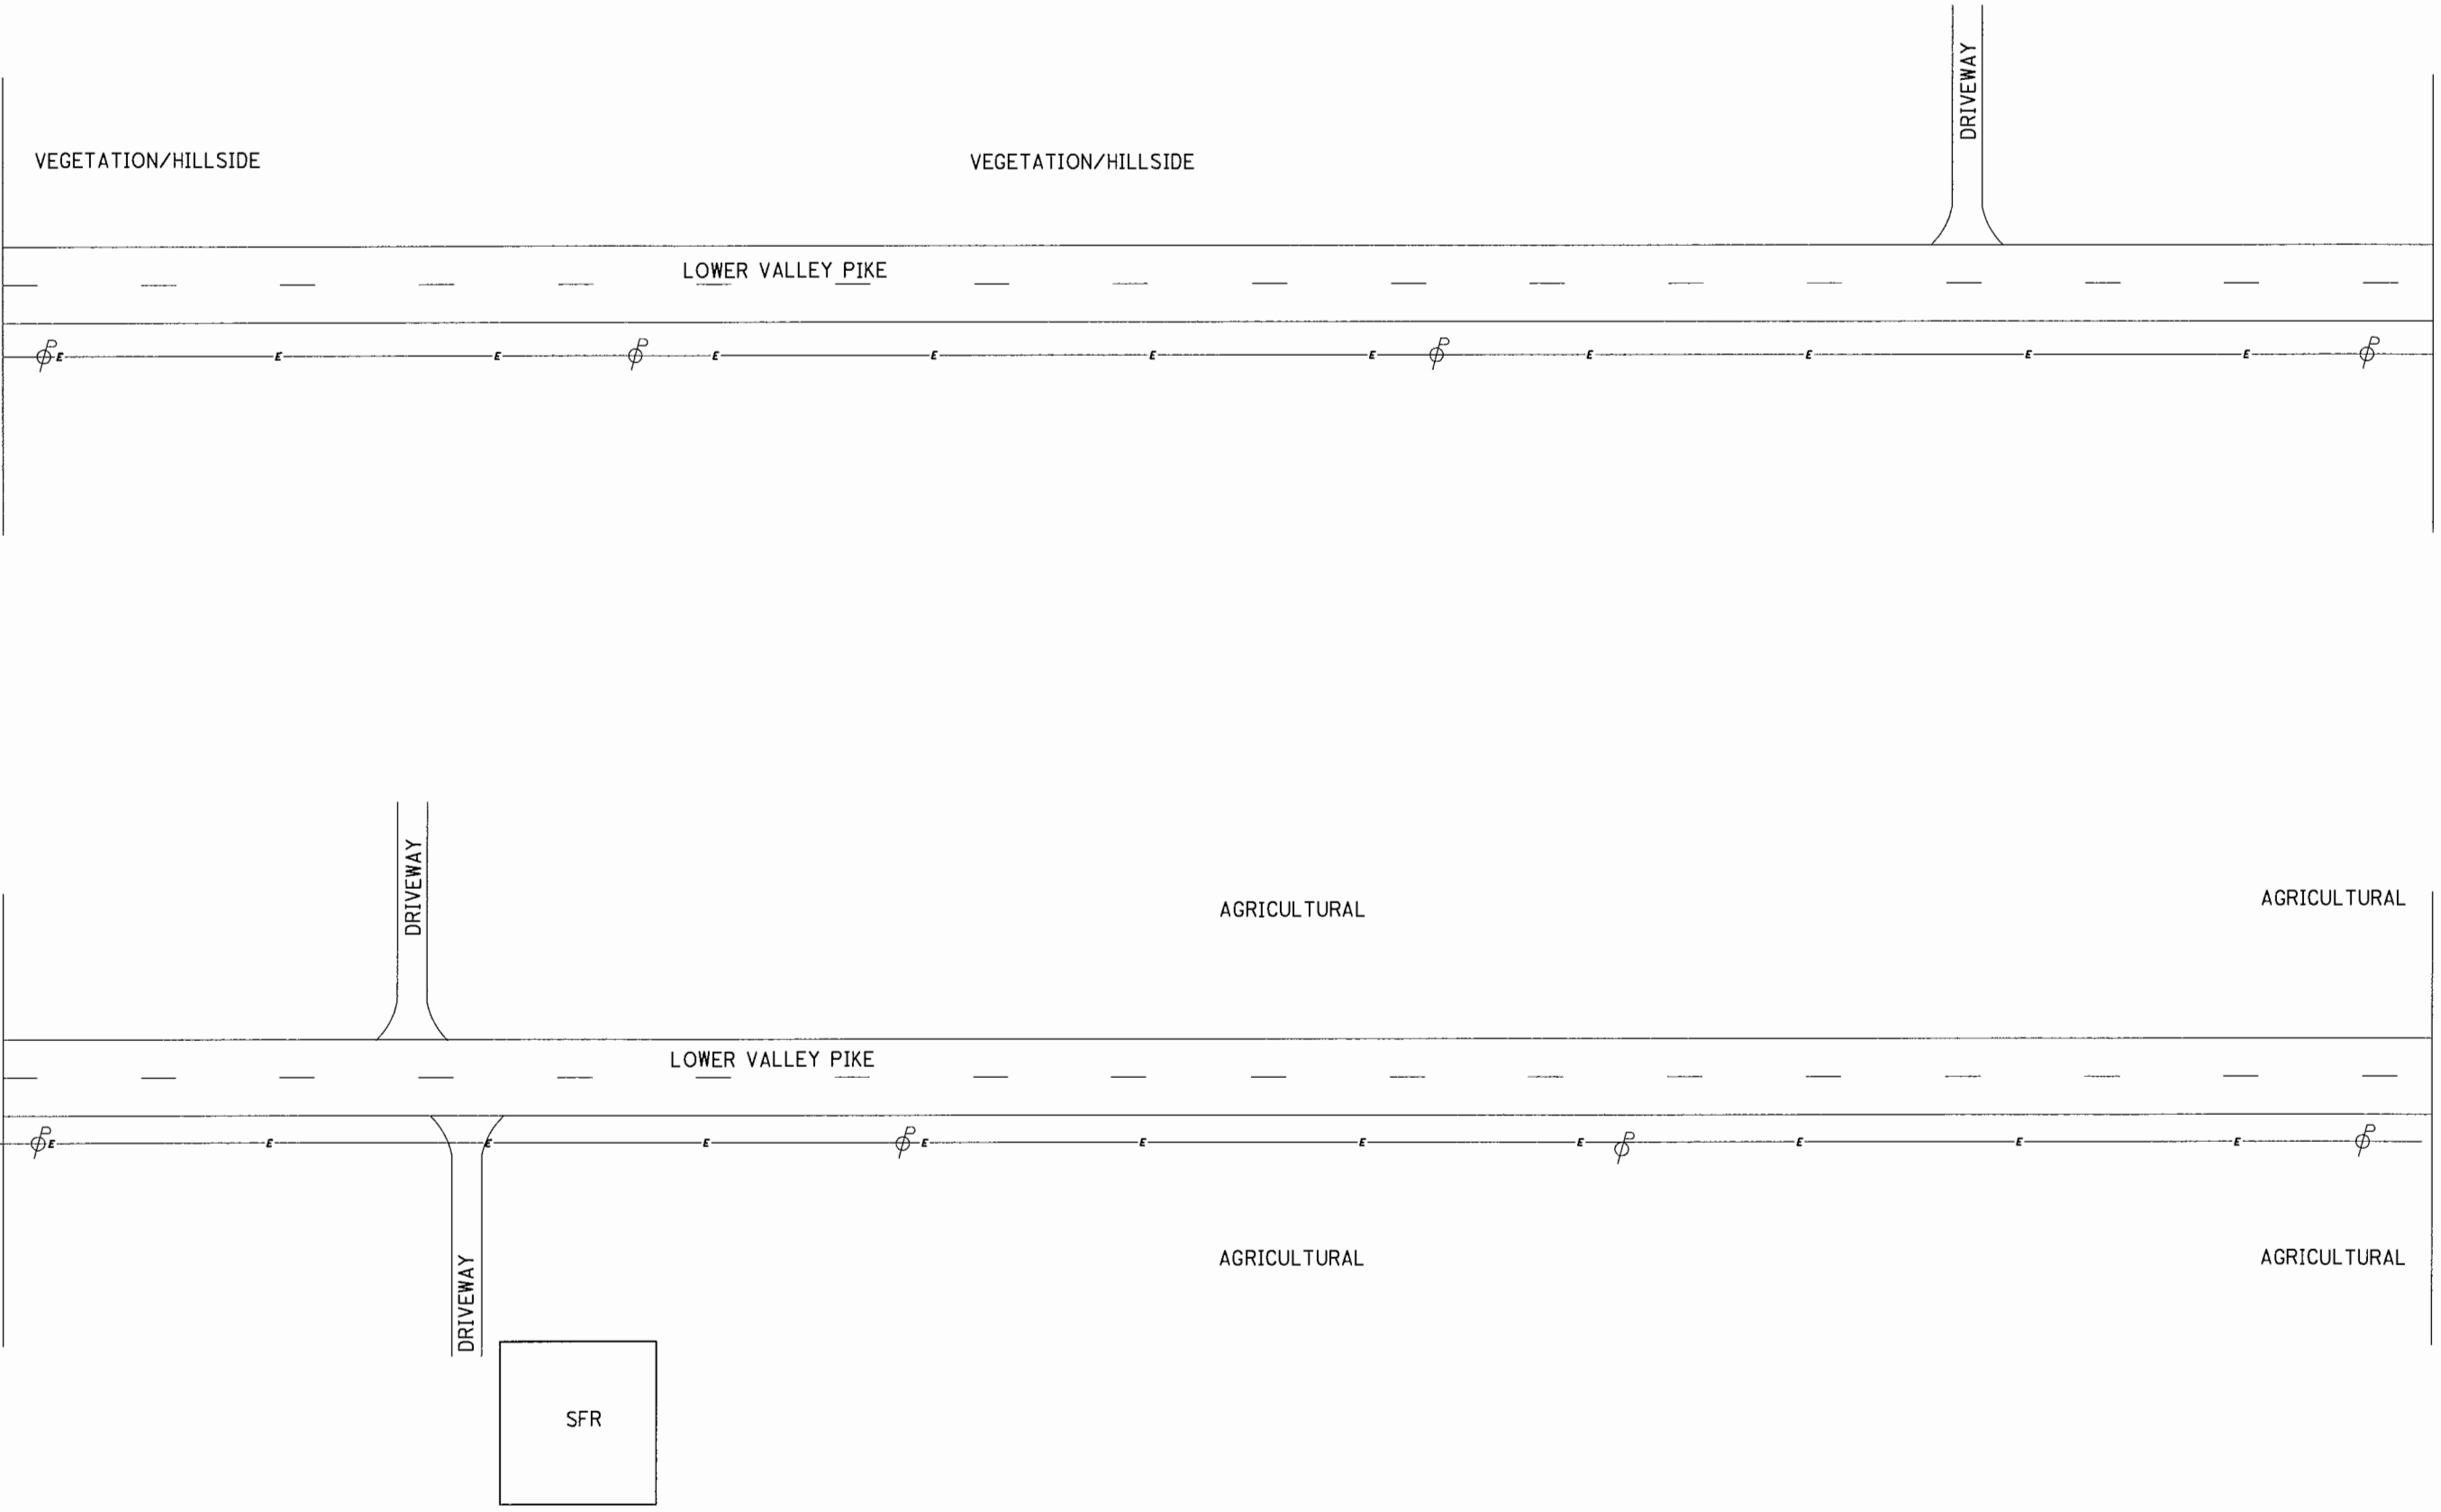 DRIVEWAY
VEGETATION/HILLSIDE
VEGETATION/HILLSIDE
LOWER VALLEY PIKE
P E E E P E E E E P E E E E P
DRIVEWAY
AGRICULTURAL
AGRICULTURAL
LOWER VALLEY PIKE
P E E E E P E E E E P E E E P
DRIVEWAY
AGRICULTURAL
AGRICULTURAL
SFR